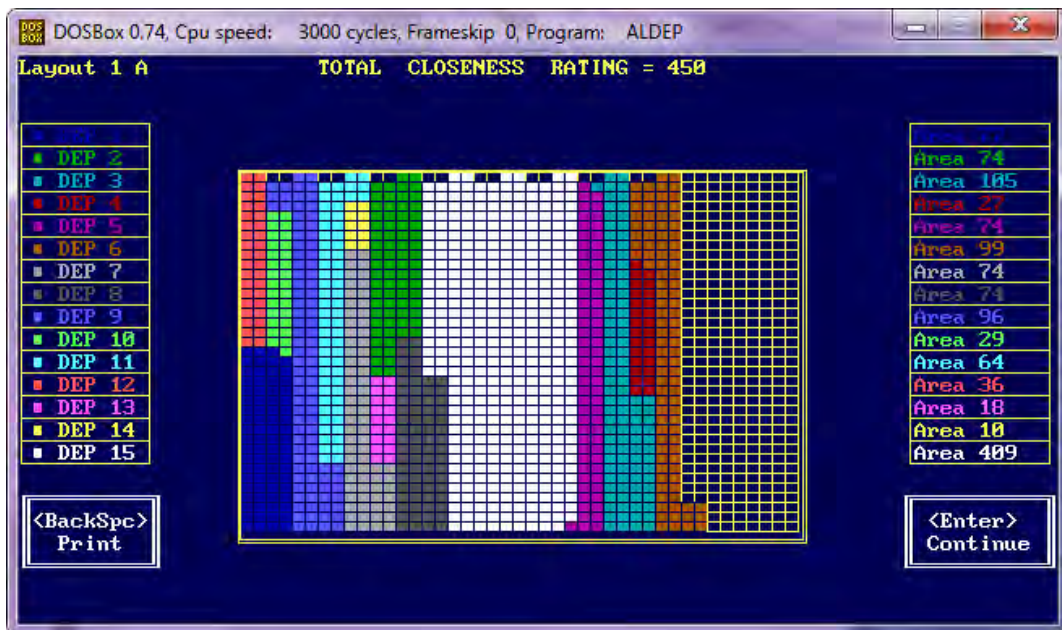 DOS BOX DOSBox 0.74, Cpu speed: 3000 cycles, Frameskip 0, Program: ALDEP
Layout 1 A TOTAL CLOSENESS RATING = 450
DEP 2 Area 74
DEP 3 Area 105
DEP 4 Area 27
DEP 5 Area 74
DEP 6 Area 99
DEP 7 Area 74
DEP 8 Area 74
DEP 9 Area 96
DEP 10 Area 29
DEP 11 Area 64
DEP 12 Area 36
DEP 13 Area 18
DEP 14 Area 10
DEP 15 Area 409
<BackSpc> <Enter>
Print Continue